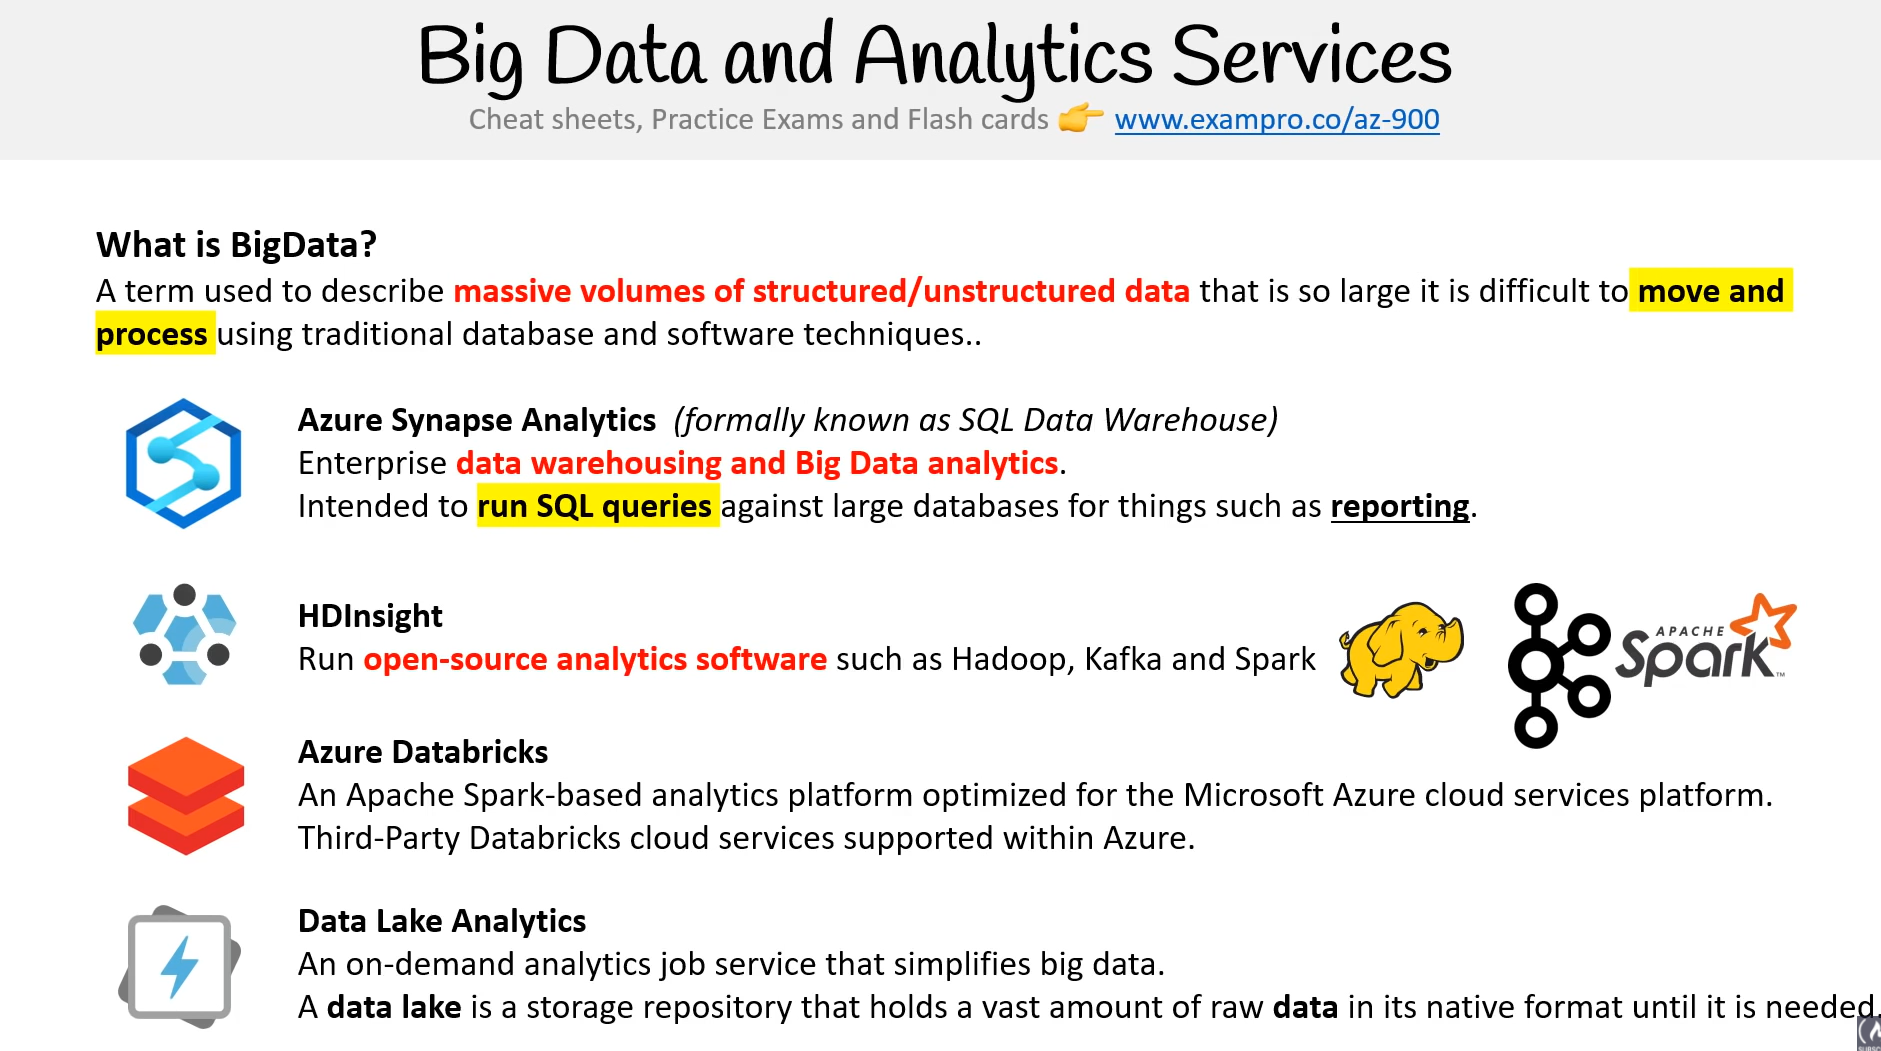 Big Data and Analytics Services
Cheat sheets, Practice Exams and Flash cards 👉 www.exampro.co/az-900
What is BigData?
A term used to describe massive volumes of structured/unstructured data that is so large it is difficult to move and
process using traditional database and software techniques..
Azure Synapse Analytics (formally known as SQL Data Warehouse)
Enterprise data warehousing and Big Data analytics.
Intended to run SQL queries against large databases for things such as reporting.
HDInsight
Run open-source analytics software such as Hadoop, Kafka and Spark
APACHE
Spark™
Azure Databricks
An Apache Spark-based analytics platform optimized for the Microsoft Azure cloud services platform.
Third-Party Databricks cloud services supported within Azure.
Data Lake Analytics
An on-demand analytics job service that simplifies big data.
A data lake is a storage repository that holds a vast amount of raw data in its native format until it is needed.